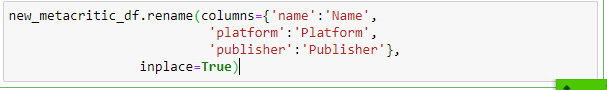 new_metacritic_df.rename(columns={'name':'Name',
                          'platform':'Platform',
                          'publisher':'Publisher'},
                 inplace=True)